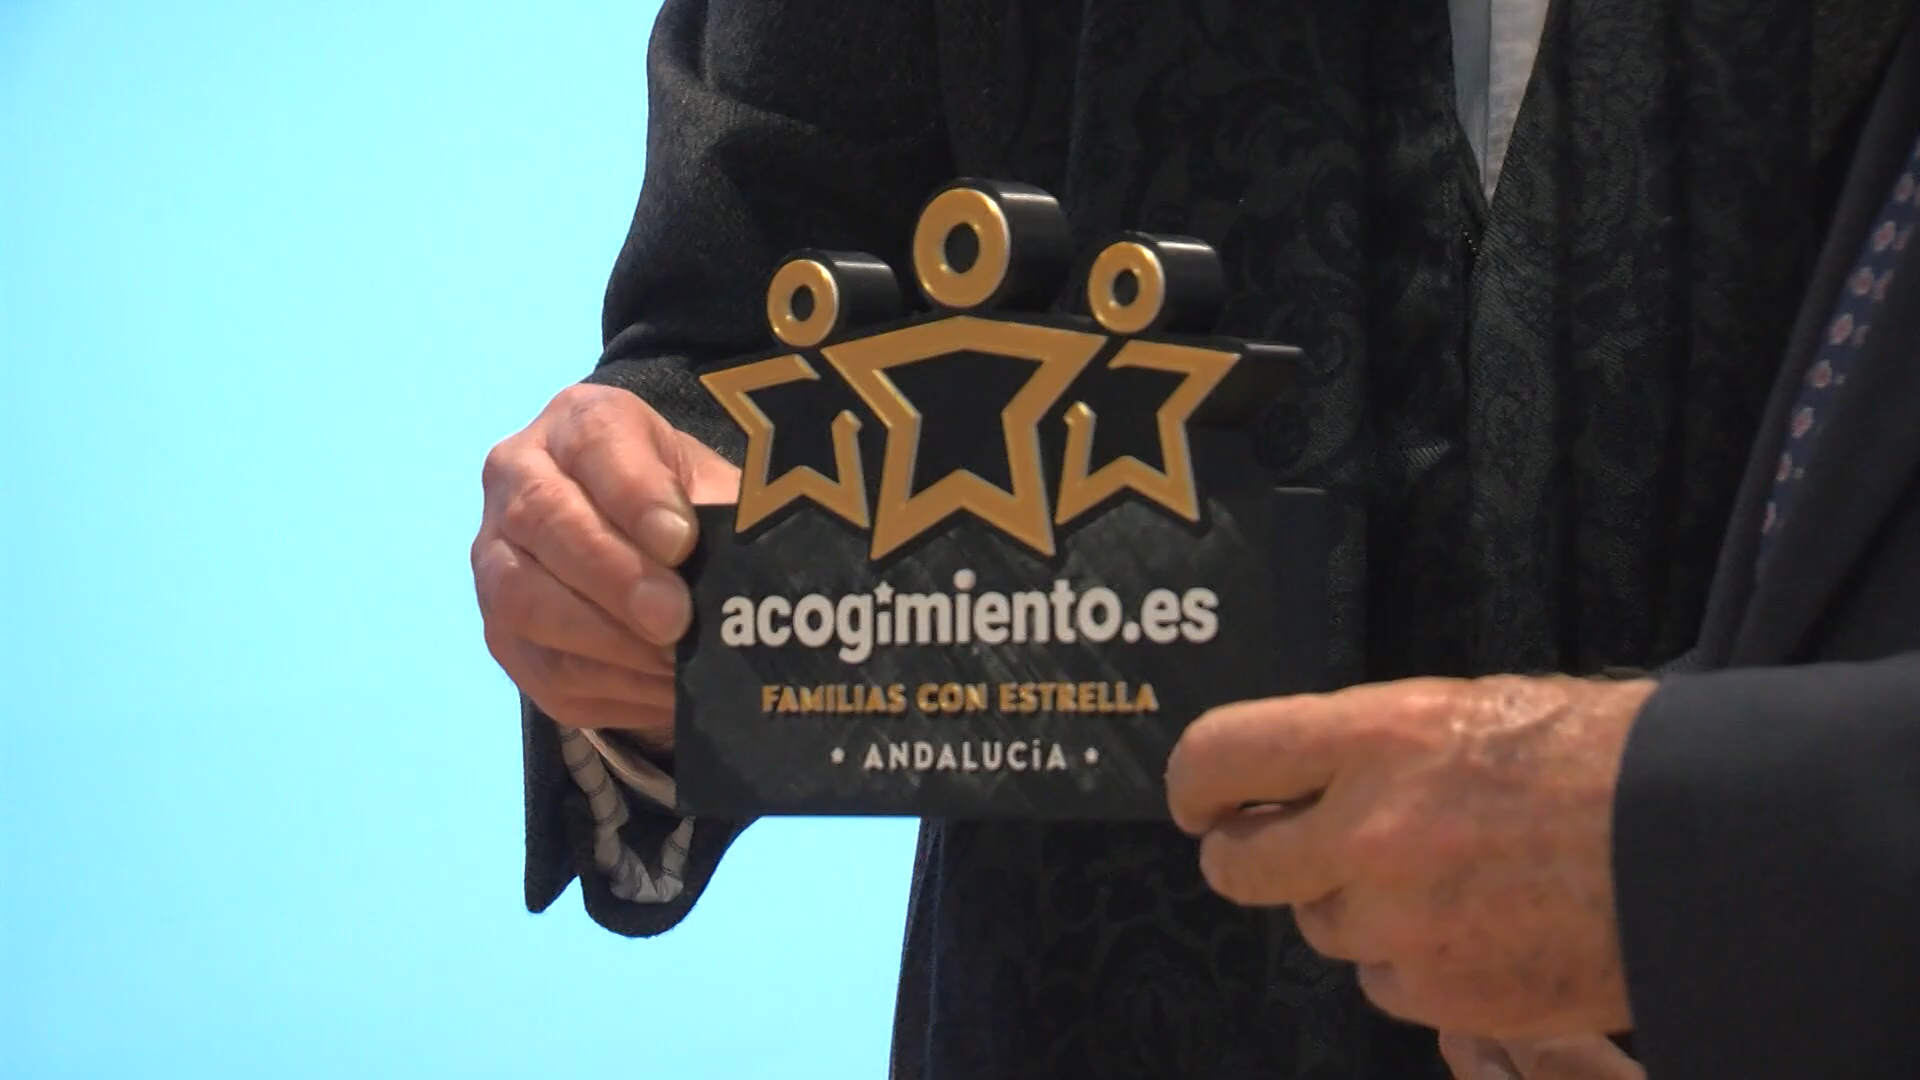 acogimiento.es
FAMILIAS CON ESTRELLA
• ANDALUCíA •